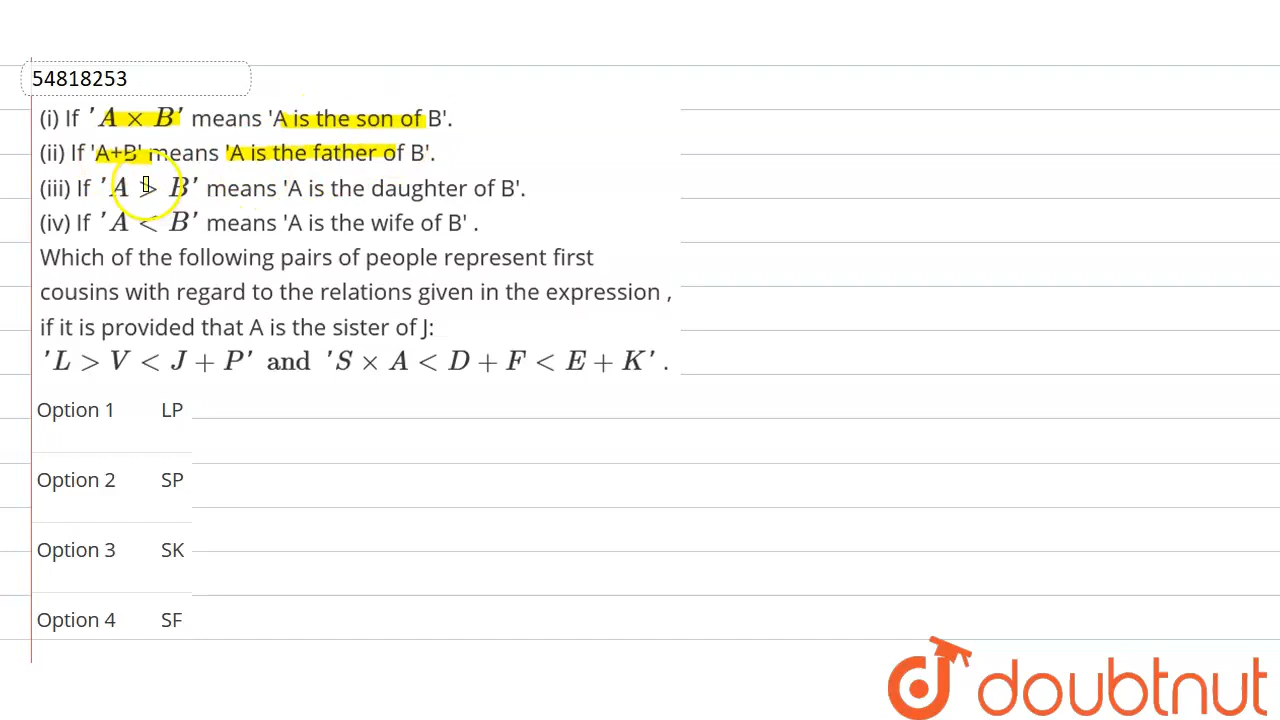 54818253
(i) If 'A × B' means 'A is the son of B'.
(ii) If 'A+B' means 'A is the father of B'.
(iii) If 'A > B' means 'A is the daughter of B'.
(iv) If 'A < B' means 'A is the wife of B' .
Which of the following pairs of people represent first
cousins with regard to the relations given in the expression ,
if it is provided that A is the sister of J:
'L > V < J + P' and 'S × A < D + F < E + K' .
Option 1 LP
Option 2 SP
Option 3 SK
Option 4 SF
doubtnut